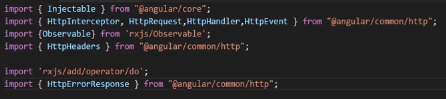 import { Injectable } from "@angular/core";
import { HttpInterceptor, HttpRequest,HttpHandler,HttpEvent } from "@angular/common/http";
import {Observable} from 'rxjs/Observable';
import { HttpHeaders } from "@angular/common/http";
import 'rxjs/add/operator/do';
import { HttpErrorResponse } from "@angular/common/http";